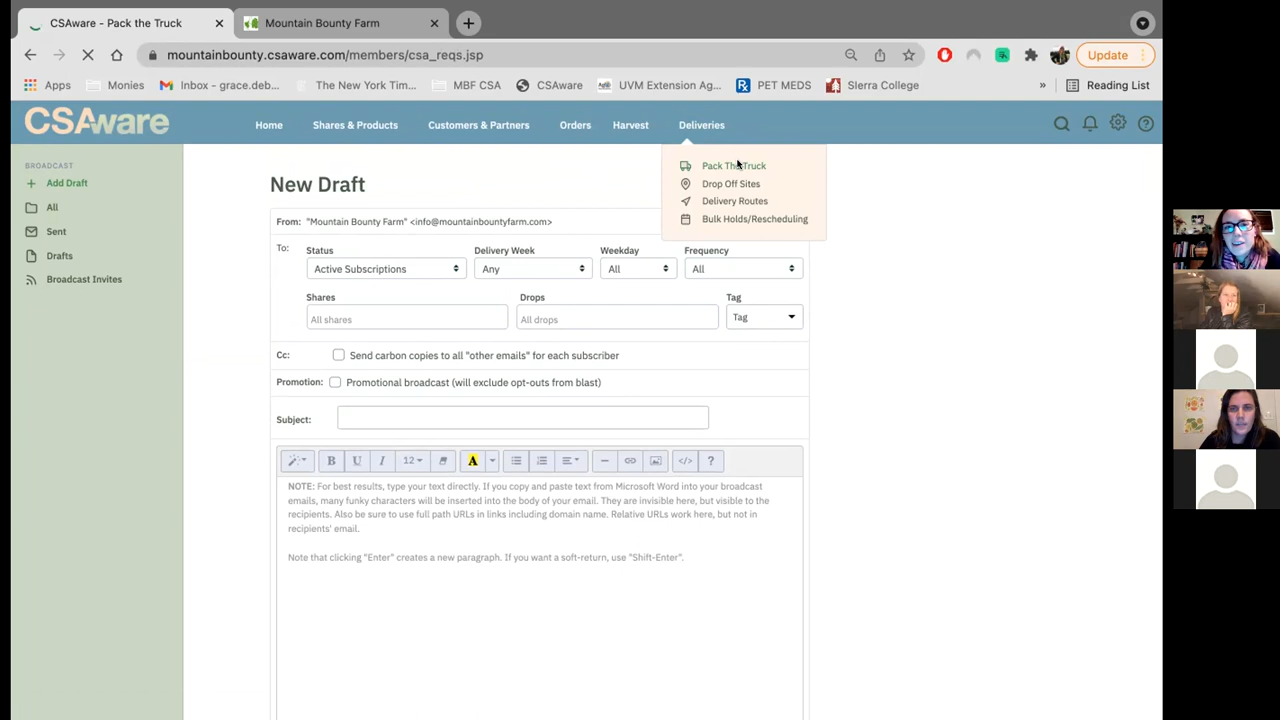 CSAware - Pack the Truck
Mountain Bounty Farm
mountainbounty.csaware.com/members/csa_reqs.jsp
Update
Apps Monies Inbox - grace.deb... The New York Tim... MBF CSA CSAware UVM Extension Ag... PET MEDS SIerra College » Reading List
CSAware Home Shares & Products Customers & Partners Orders Harvest Deliveries
BROADCAST
Add Draft
All
Sent
Drafts
Broadcast Invites
Pack The Truck
Drop Off Sites
Delivery Routes
Bulk Holds/Rescheduling
New Draft
From: "Mountain Bounty Farm" <info@mountainbountyfarm.com>
To: Status Delivery Week Weekday Frequency
Active Subscriptions Any All All
Shares Drops Tag
All shares All drops Tag
Cc: Send carbon copies to all "other emails" for each subscriber
Promotion: Promotional broadcast (will exclude opt-outs from blast)
Subject:
B U I 12 A </> ?
NOTE: For best results, type your text directly. If you copy and paste text from Microsoft Word into your broadcast
emails, many funky characters will be inserted into the body of your email. They are invisible here, but visible to the
recipients. Also be sure to use full path URLs in links including domain name. Relative URLs work here, but not in
recipients' email.
Note that clicking "Enter" creates a new paragraph. If you want a soft-return, use "Shift-Enter".